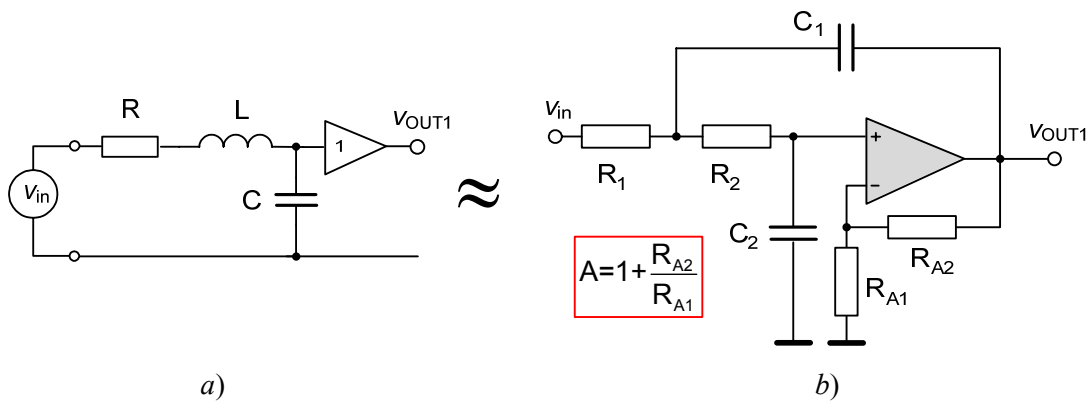 C1
R
L
vOUT1
1
vin
C
≈
a)
vin
R1
R2
+
−
vOUT1
C2
RA2
RA1
A=1+RA2/RA1
b)